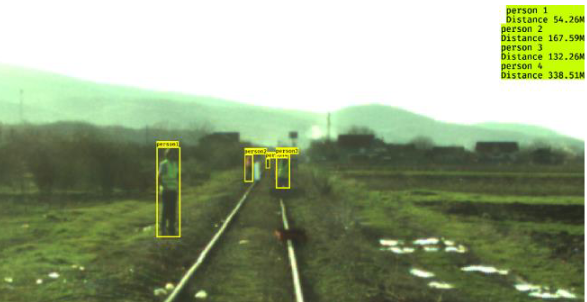 person 1
Distance 54.26M
person 2
Distance 167.59M
person 3
Distance 132.26M
person 4
Distance 338.51M
person1
person2
person3